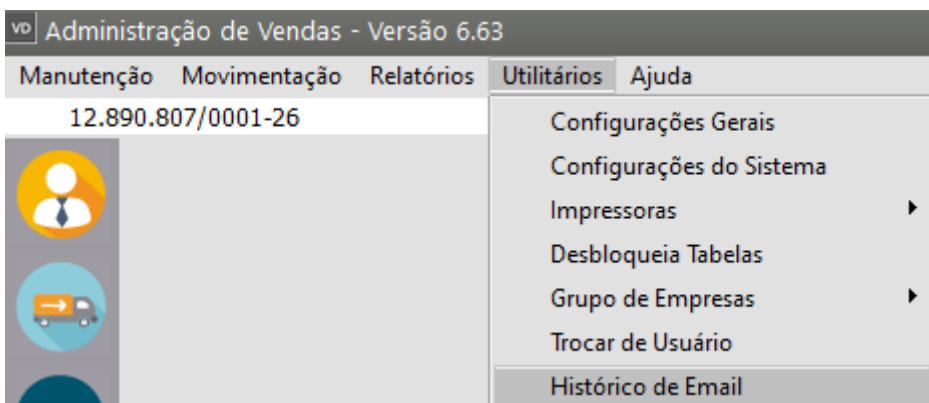 VD Administração de Vendas - Versão 6.63
Manutenção Movimentação Relatórios Utilitários Ajuda
12.890.807/0001-26
Configurações Gerais
Configurações do Sistema
Impressoras
Desbloqueia Tabelas
Grupo de Empresas
Trocar de Usuário
Histórico de Email